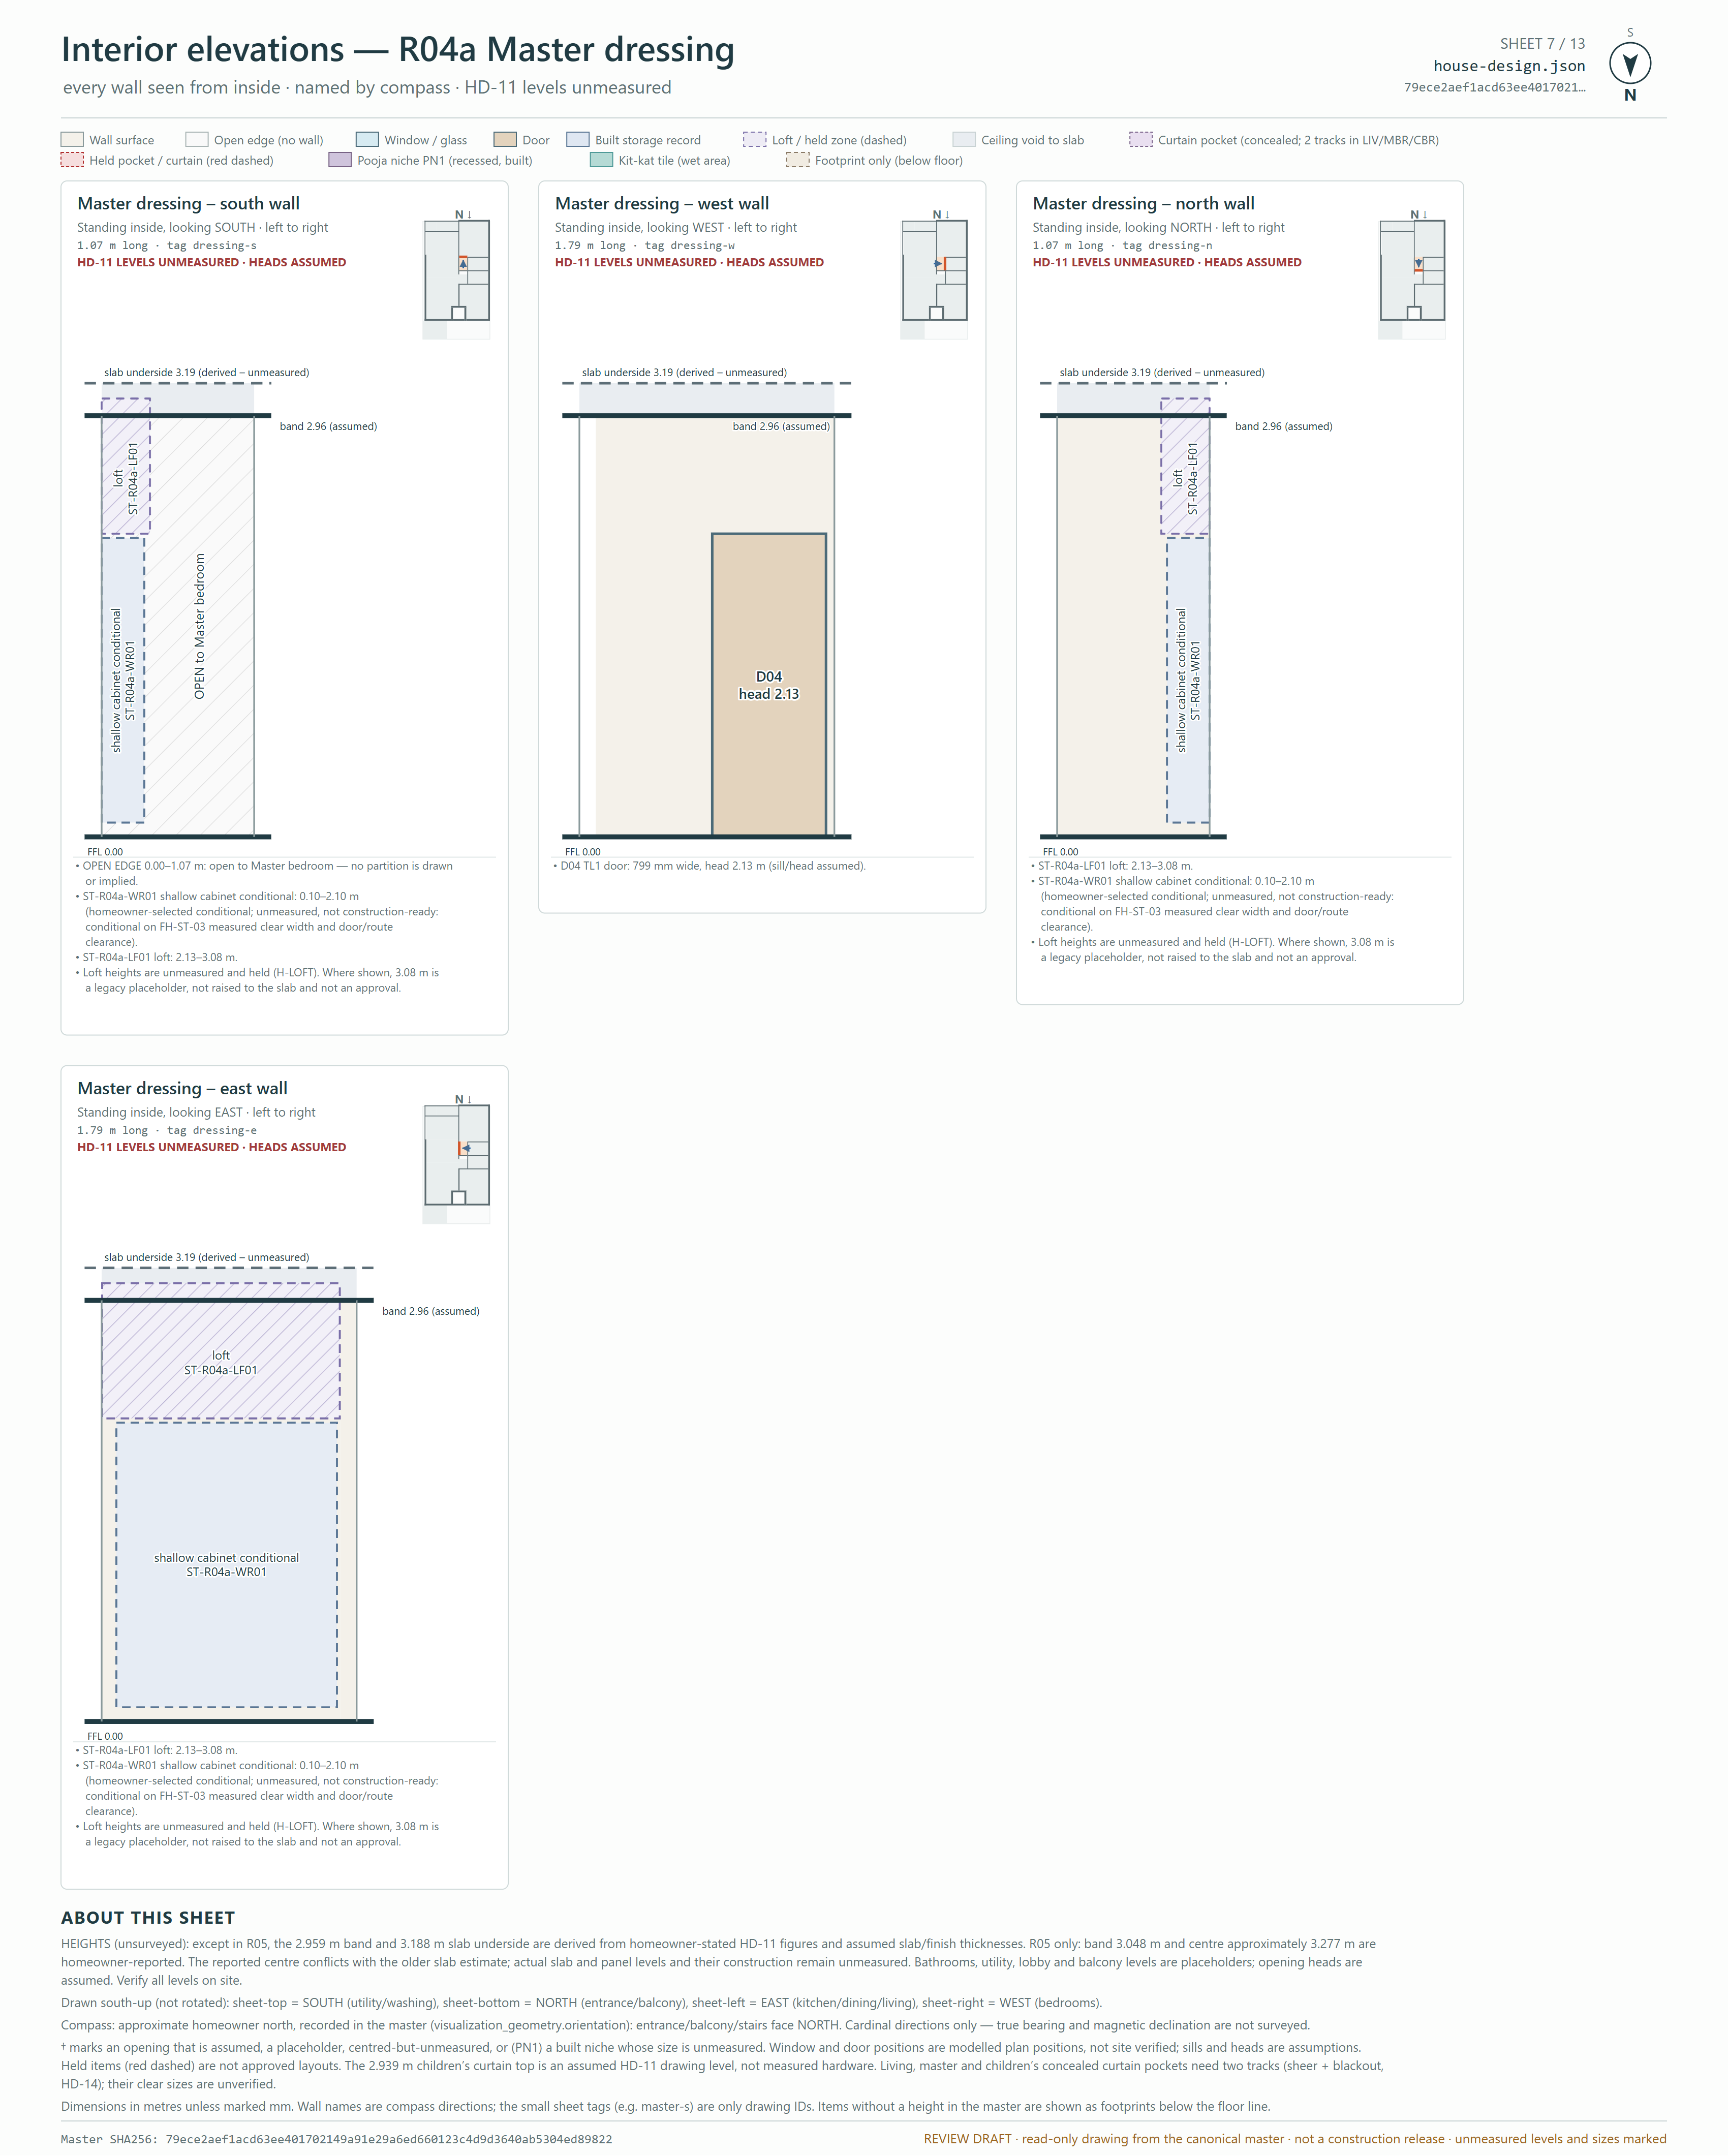 Interior elevations — R04a Master dressing
every wall seen from inside · named by compass · HD-11 levels unmeasured
SHEET 7 / 13
house-design.json
79ece2aef1acd63ee4017021…
S
N
Wall surface
Open edge (no wall)
Window / glass
Door
Built storage record
Loft / held zone (dashed)
Ceiling void to slab
Curtain pocket (concealed; 2 tracks in LIV/MBR/CBR)
Held pocket / curtain (red dashed)
Pooja niche PN1 (recessed, built)
Kit-kat tile (wet area)
Footprint only (below floor)
Master dressing – south wall
Standing inside, looking SOUTH · left to right
1.07 m long · tag dressing-s
HD-11 LEVELS UNMEASURED · HEADS ASSUMED
N ↓
slab underside 3.19 (derived – unmeasured)
band 2.96 (assumed)
loft
ST-R04a-LF01
OPEN to Master bedroom
shallow cabinet conditional
ST-R04a-WR01
FFL 0.00
• OPEN EDGE 0.00–1.07 m: open to Master bedroom — no partition is drawn
or implied.
• ST-R04a-WR01 shallow cabinet conditional: 0.10–2.10 m
(homeowner-selected conditional; unmeasured, not construction-ready:
conditional on FH-ST-03 measured clear width and door/route
clearance).
• ST-R04a-LF01 loft: 2.13–3.08 m.
• Loft heights are unmeasured and held (H-LOFT). Where shown, 3.08 m is
a legacy placeholder, not raised to the slab and not an approval.
Master dressing – west wall
Standing inside, looking WEST · left to right
1.79 m long · tag dressing-w
HD-11 LEVELS UNMEASURED · HEADS ASSUMED
N ↓
slab underside 3.19 (derived – unmeasured)
band 2.96 (assumed)
D04
head 2.13
FFL 0.00
• D04 TL1 door: 799 mm wide, head 2.13 m (sill/head assumed).
Master dressing – north wall
Standing inside, looking NORTH · left to right
1.07 m long · tag dressing-n
HD-11 LEVELS UNMEASURED · HEADS ASSUMED
N ↓
slab underside 3.19 (derived – unmeasured)
band 2.96 (assumed)
loft
ST-R04a-LF01
shallow cabinet conditional
ST-R04a-WR01
FFL 0.00
• ST-R04a-LF01 loft: 2.13–3.08 m.
• ST-R04a-WR01 shallow cabinet conditional: 0.10–2.10 m
(homeowner-selected conditional; unmeasured, not construction-ready:
conditional on FH-ST-03 measured clear width and door/route
clearance).
• Loft heights are unmeasured and held (H-LOFT). Where shown, 3.08 m is
a legacy placeholder, not raised to the slab and not an approval.
Master dressing – east wall
Standing inside, looking EAST · left to right
1.79 m long · tag dressing-e
HD-11 LEVELS UNMEASURED · HEADS ASSUMED
N ↓
slab underside 3.19 (derived – unmeasured)
band 2.96 (assumed)
loft
ST-R04a-LF01
shallow cabinet conditional
ST-R04a-WR01
FFL 0.00
• ST-R04a-LF01 loft: 2.13–3.08 m.
• ST-R04a-WR01 shallow cabinet conditional: 0.10–2.10 m
(homeowner-selected conditional; unmeasured, not construction-ready:
conditional on FH-ST-03 measured clear width and door/route
clearance).
• Loft heights are unmeasured and held (H-LOFT). Where shown, 3.08 m is
a legacy placeholder, not raised to the slab and not an approval.
ABOUT THIS SHEET
HEIGHTS (unsurveyed): except in R05, the 2.959 m band and 3.188 m slab underside are derived from homeowner-stated HD-11 figures and assumed slab/finish thicknesses. R05 only: band 3.048 m and centre approximately 3.277 m are
homeowner-reported. The reported centre conflicts with the older slab estimate; actual slab and panel levels and their construction remain unmeasured. Bathrooms, utility, lobby and balcony levels are placeholders; opening heads are
assumed. Verify all levels on site.
Drawn south-up (not rotated): sheet-top = SOUTH (utility/washing), sheet-bottom = NORTH (entrance/balcony), sheet-left = EAST (kitchen/dining/living), sheet-right = WEST (bedrooms).
Compass: approximate homeowner north, recorded in the master (visualization_geometry.orientation): entrance/balcony/stairs face NORTH. Cardinal directions only — true bearing and magnetic declination are not surveyed.
† marks an opening that is assumed, a placeholder, centred-but-unmeasured, or (PN1) a built niche whose size is unmeasured. Window and door positions are modelled plan positions, not site verified; sills and heads are assumptions.
Held items (red dashed) are not approved layouts. The 2.939 m children's curtain top is an assumed HD-11 drawing level, not measured hardware. Living, master and children's concealed curtain pockets need two tracks (sheer + blackout,
HD-14); their clear sizes are unverified.
Dimensions in metres unless marked mm. Wall names are compass directions; the small sheet tags (e.g. master-s) are only drawing IDs. Items without a height in the master are shown as footprints below the floor line.
Master SHA256: 79ece2aef1acd63ee401702149a91e29a6ed660123c4d9d3640ab5304ed89822
REVIEW DRAFT · read-only drawing from the canonical master · not a construction release · unmeasured levels and sizes marked